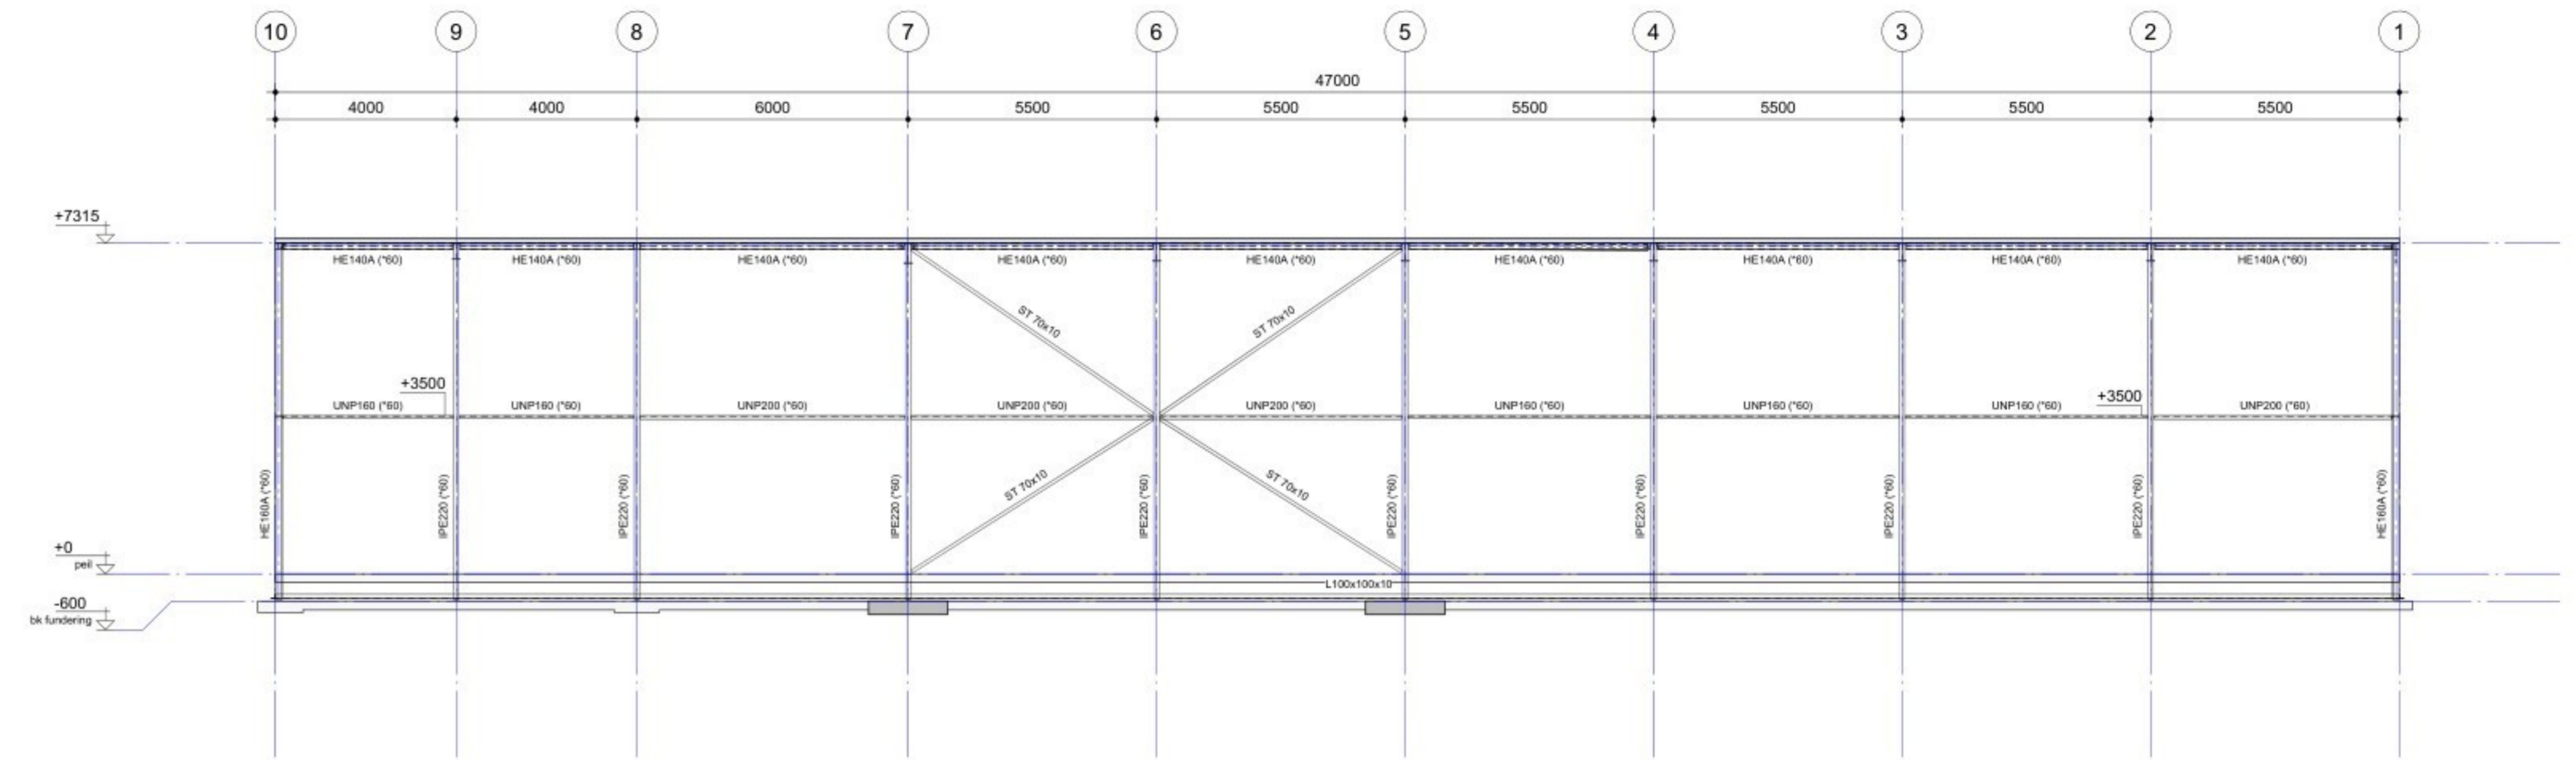 10 9 8 7 6 5 4 3 2 1
47000
4000 4000 6000 5500 5500 5500 5500 5500 5500
+7315
HE140A (*60) HE140A (*60) HE140A (*60) HE140A (*60) HE140A (*60) HE140A (*60) HE140A (*60) HE140A (*60) HE140A (*60)
ST 70x10 ST 70x10
+3500 +3500
UNP160 (*60) UNP160 (*60) UNP200 (*60) UNP200 (*60) UNP200 (*60) UNP160 (*60) UNP160 (*60) UNP160 (*60) UNP200 (*60)
ST 70x10 ST 70x10
HE160A (*60) IPE220 (*60) IPE220 (*60) IPE220 (*60) IPE220 (*60) IPE220 (*60) IPE220 (*60) IPE220 (*60) IPE220 (*60) HE160A (*60)
+0
peil
L100x100x10
-600
bk fundering